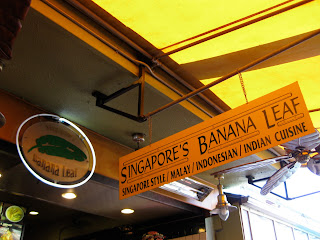 SINGAPORE'S BANANA LEAF
SINGAPORE STYLE / MALAY / INDONESIAN / INDIAN CUISINE
Banana Leaf